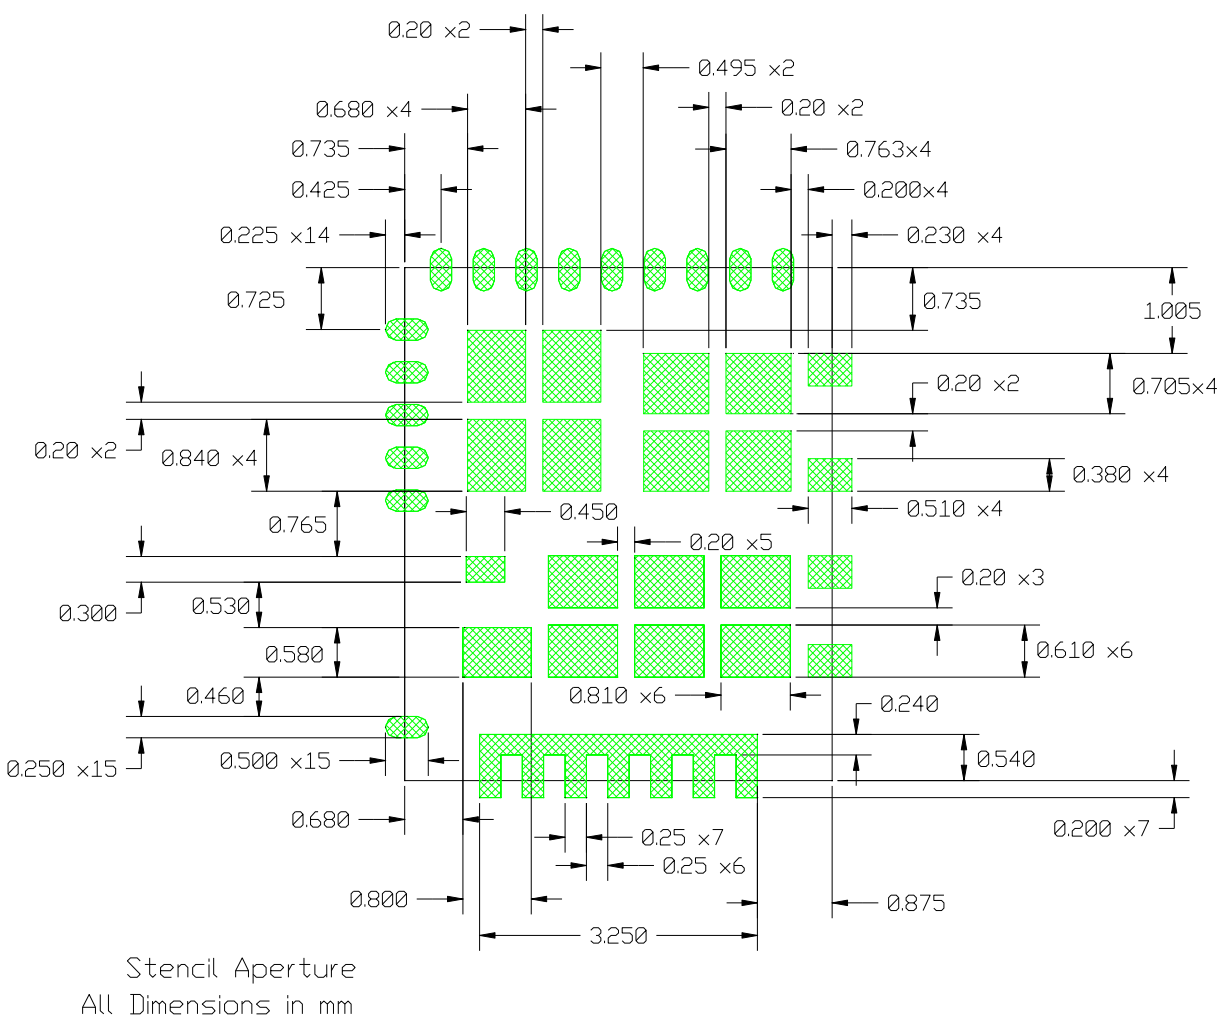 0.20 x2
0.495 x2
0.680 x4
0.20 x2
0.735
0.763x4
0.425
0.200x4
0.225 x14
0.230 x4
0.725
0.735
1.005
0.20 x2
0.705x4
0.20 x2
0.840 x4
0.380 x4
0.450
0.510 x4
0.765
0.20 x5
0.20 x3
0.300
0.530
0.580
0.610 x6
0.460
0.810 x6
0.240
0.250 x15
0.500 x15
0.540
0.680
0.200 x7
0.25 x7
0.25 x6
0.800
0.875
3.250
Stencil Aperture
All Dimensions in mm